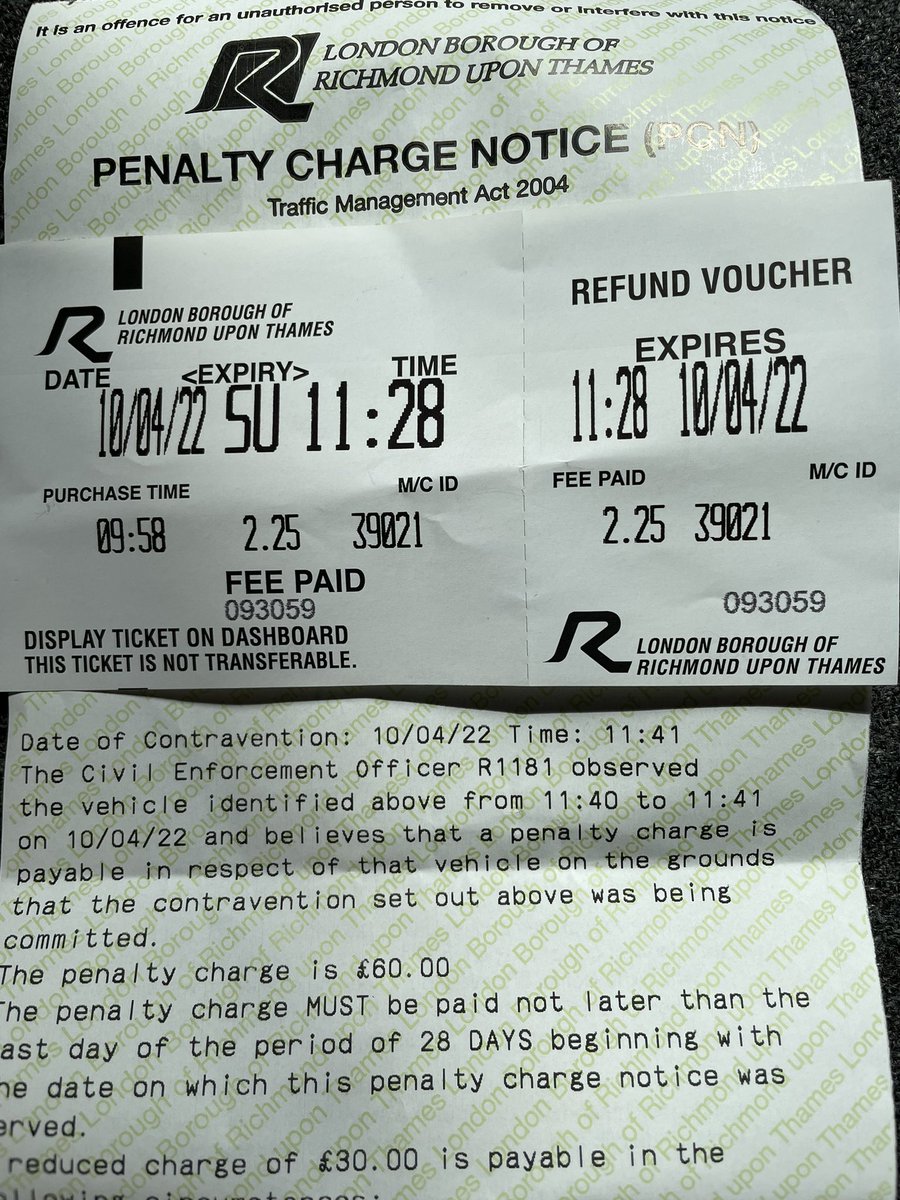 It is an offence for an unauthorised person to remove or interfere with this notice
LONDON BOROUGH OF
RICHMOND UPON THAMES
PENALTY CHARGE NOTICE (PCN)
Traffic Management Act 2004
LONDON BOROUGH OF
RICHMOND UPON THAMES
DATE <EXPIRY> TIME
10/04/22 SU 11:28
PURCHASE TIME M/C ID
09:58 2.25 39021
FEE PAID
093059
DISPLAY TICKET ON DASHBOARD
THIS TICKET IS NOT TRANSFERABLE.
REFUND VOUCHER
EXPIRES
11:28 10/04/22
FEE PAID M/C ID
2.25 39021
093059
LONDON BOROUGH OF
RICHMOND UPON THAMES
Date of Contravention: 10/04/22 Time: 11:41
The Civil Enforcement Officer R1181 observed
the vehicle identified above from 11:40 to 11:41
on 10/04/22 and believes that a penalty charge is
payable in respect of that vehicle on the grounds
that the contravention set out above was being
committed.
The penalty charge is £60.00
The penalty charge MUST be paid not later than the
ast day of the period of 28 DAYS beginning with
he date on which this penalty charge notice was
erved.
reduced charge of £30.00 is payable in the
llowing circumstances: